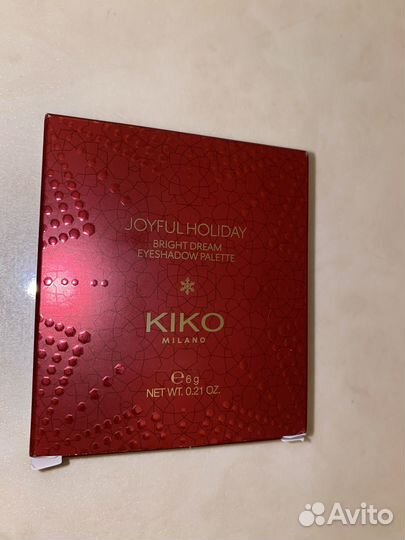 JOYFUL HOLIDAY
BRIGHT DREAM
EYESHADOW PALETTE
KIKO
MILANO
℮ 6 g
NET WT. 0.21 OZ.
Avito